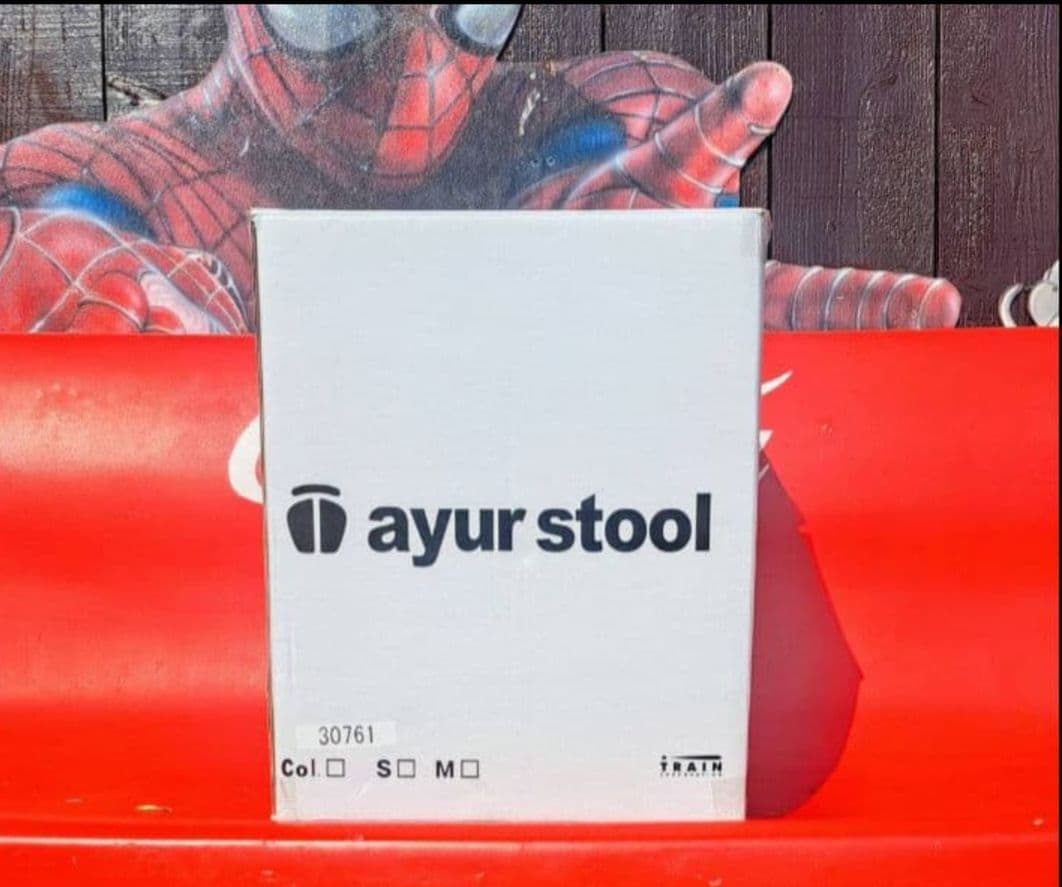 ayur stool
30761
Col.□ S□ M□
TRAIN